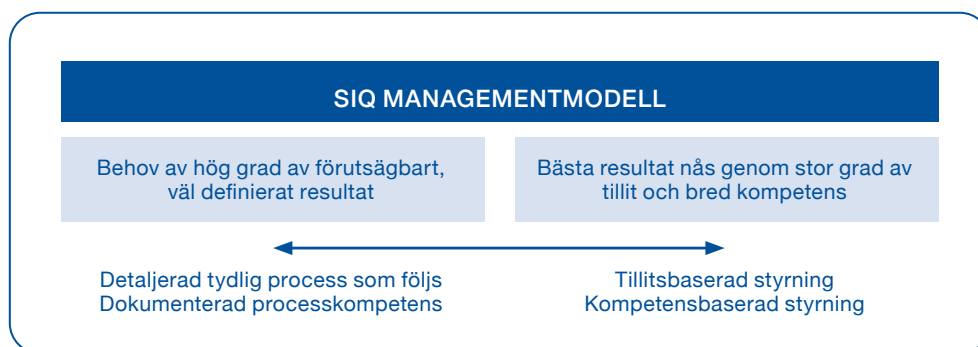 SIQ MANAGEMENTMODELL
Behov av hög grad av förutsägbart,
väl definierat resultat
Bästa resultat nås genom stor grad av
tillit och bred kompetens
Detaljerad tydlig process som följs
Dokumenterad processkompetens
Tillitsbaserad styrning
Kompetensbaserad styrning